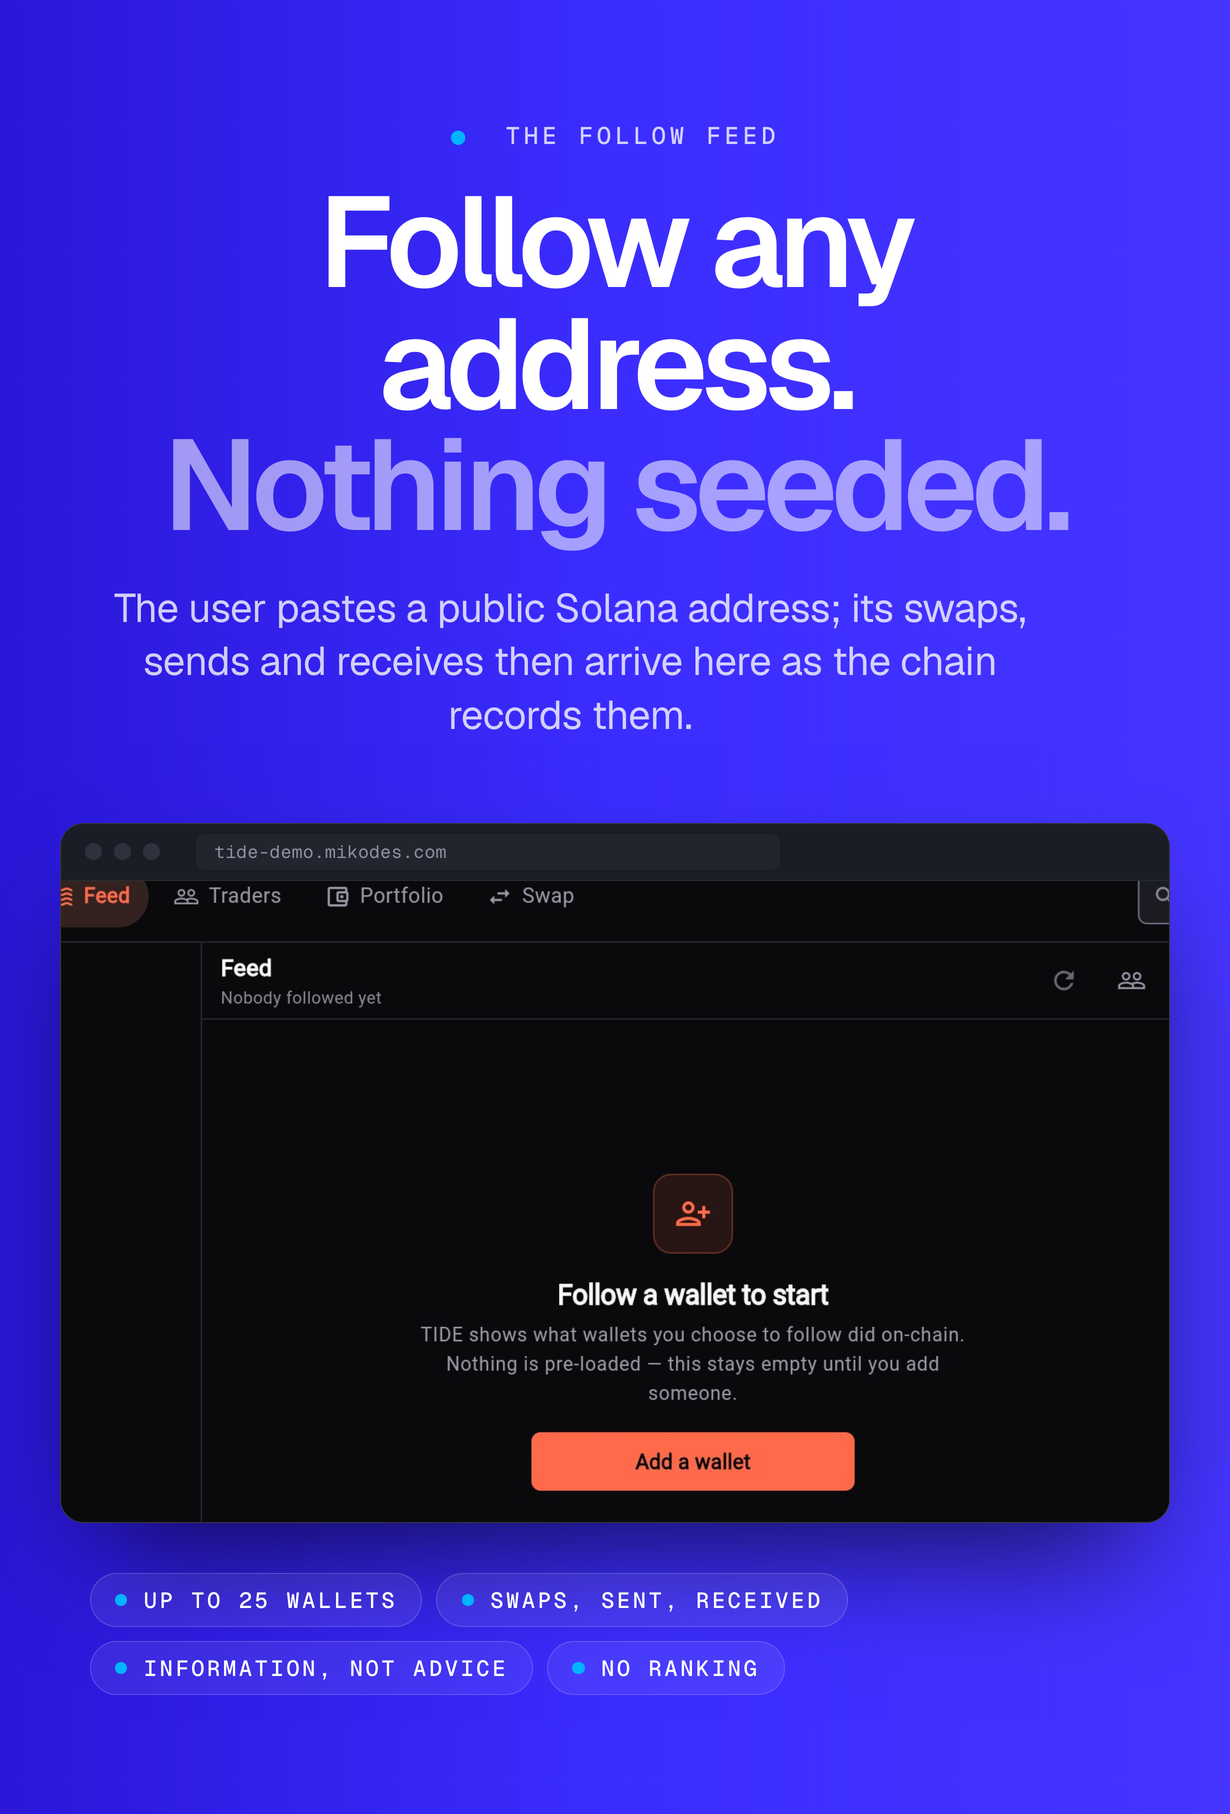 THE FOLLOW FEED
Follow any
address.
Nothing seeded.
The user pastes a public Solana address; its swaps,
sends and receives then arrive here as the chain
records them.
tide-demo.mikodes.com
Feed
Traders
Portfolio
Swap
Feed
Nobody followed yet
Follow a wallet to start
TIDE shows what wallets you choose to follow did on-chain.
Nothing is pre-loaded — this stays empty until you add
someone.
Add a wallet
UP TO 25 WALLETS
SWAPS, SENT, RECEIVED
INFORMATION, NOT ADVICE
NO RANKING